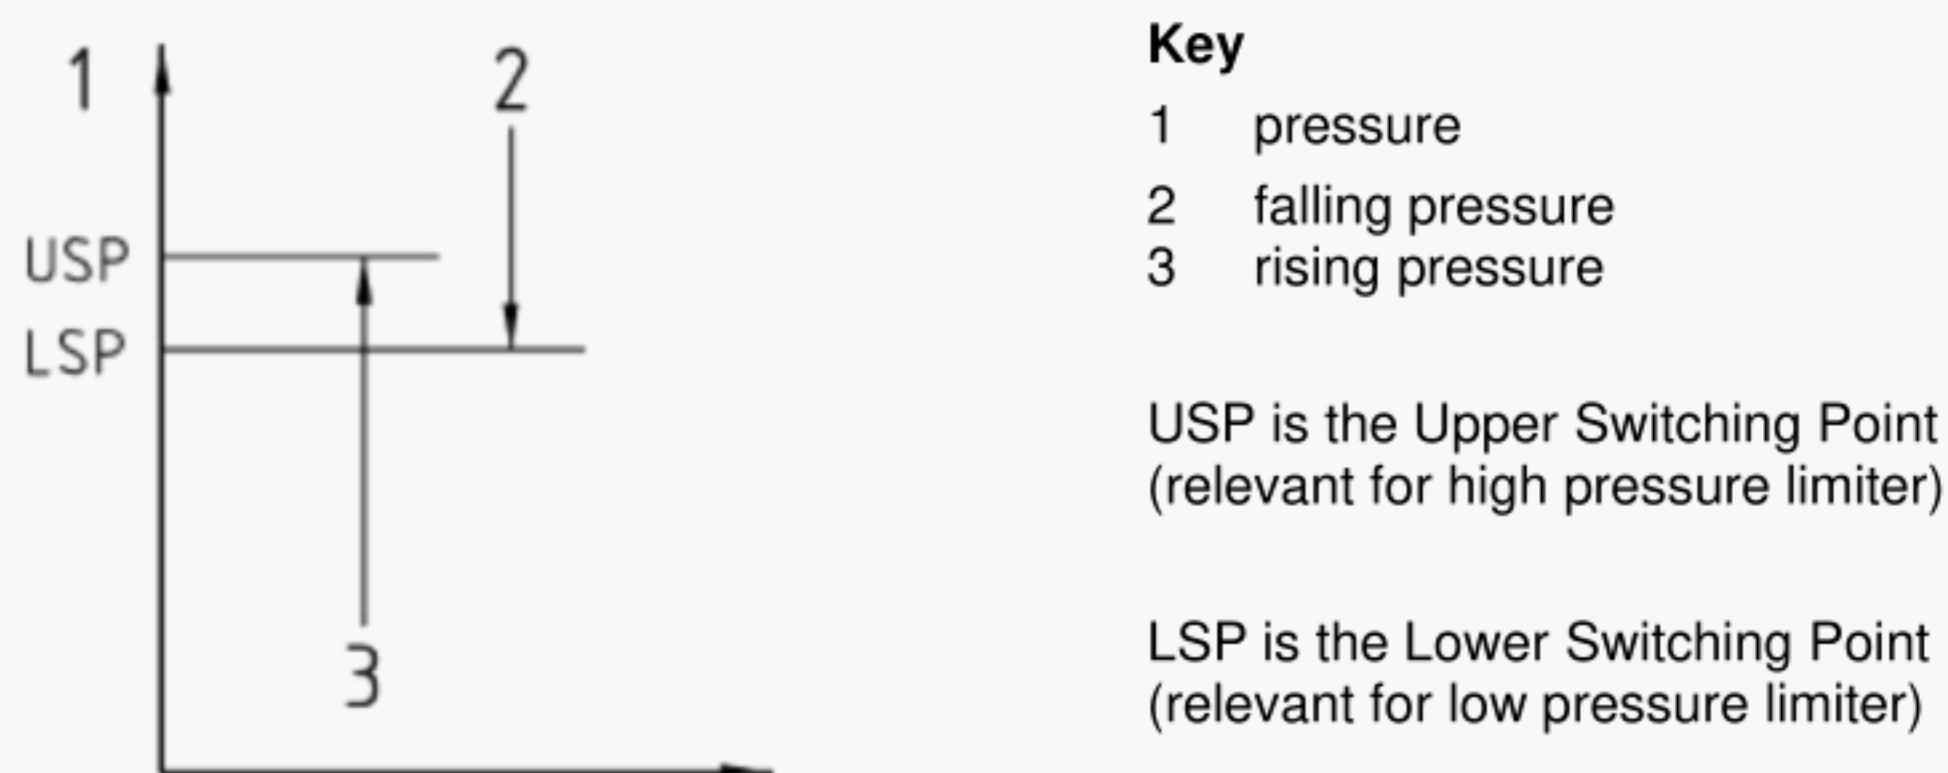 1
2
USP
LSP
3
Key
1 pressure
2 falling pressure
3 rising pressure
USP is the Upper Switching Point
(relevant for high pressure limiter)
LSP is the Lower Switching Point
(relevant for low pressure limiter)